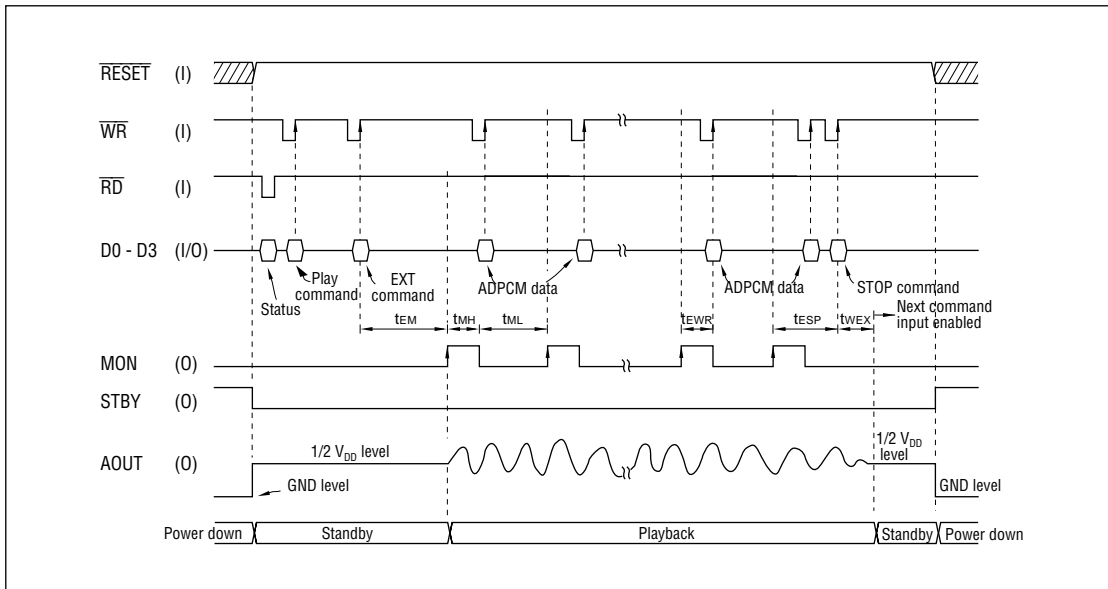 RESET (I)
WR (I)
RD (I)
D0 - D3 (I/O)
Status
Play
command
EXT
command
ADPCM data
ADPCM data
STOP command
Next command
input enabled
tEM
tMH
tML
tEWR
tESP
tWEX
MON (O)
STBY (O)
AOUT (O)
1/2 VDD level
GND level
1/2 VDD
level
GND level
Power down
Standby
Playback
Standby
Power down